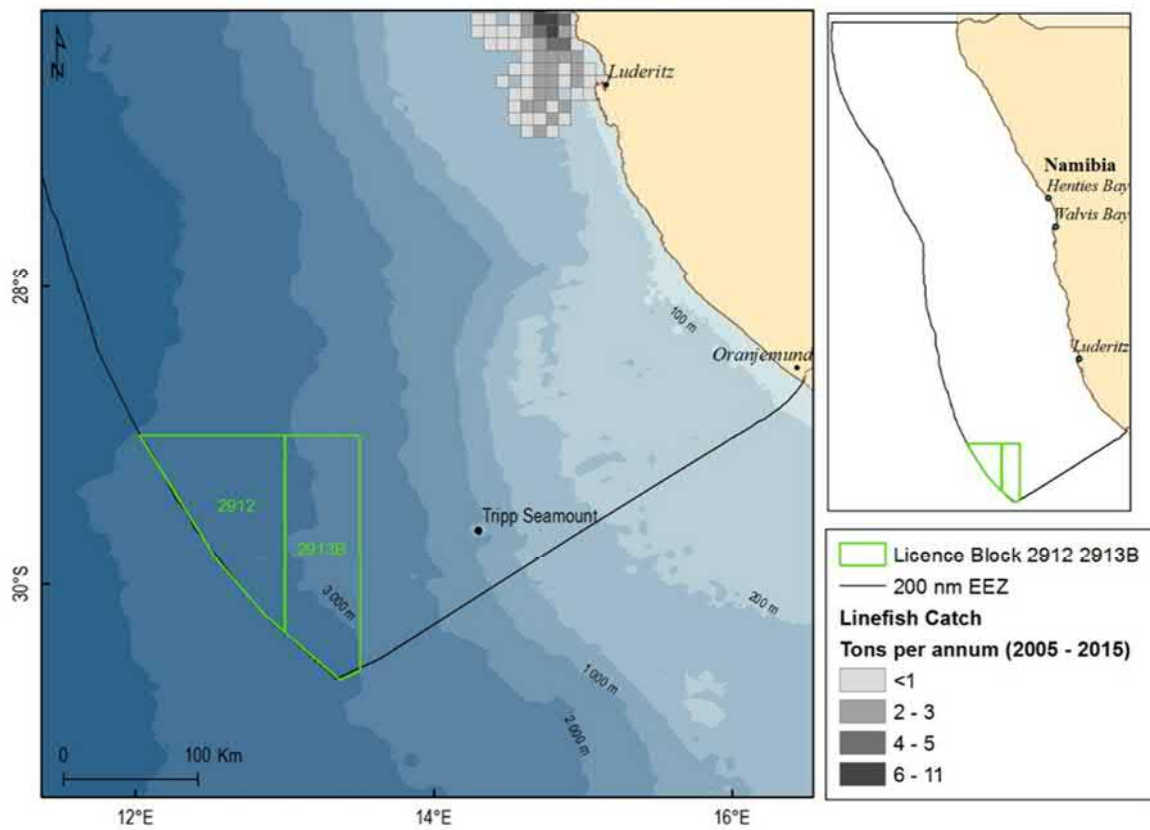 N
Luderitz
28°S
100 m
Oranjemund
2912
Tripp Seamount
2913B
30°S
3 000 m
200 m
1 000 m
2 000 m
0 100 Km
12°E 14°E 16°E
Namibia
Henties Bay
Walvis Bay
Luderitz
Licence Block 2912 2913B
200 nm EEZ
Linefish Catch
Tons per annum (2005 - 2015)
<1
2 - 3
4 - 5
6 - 11